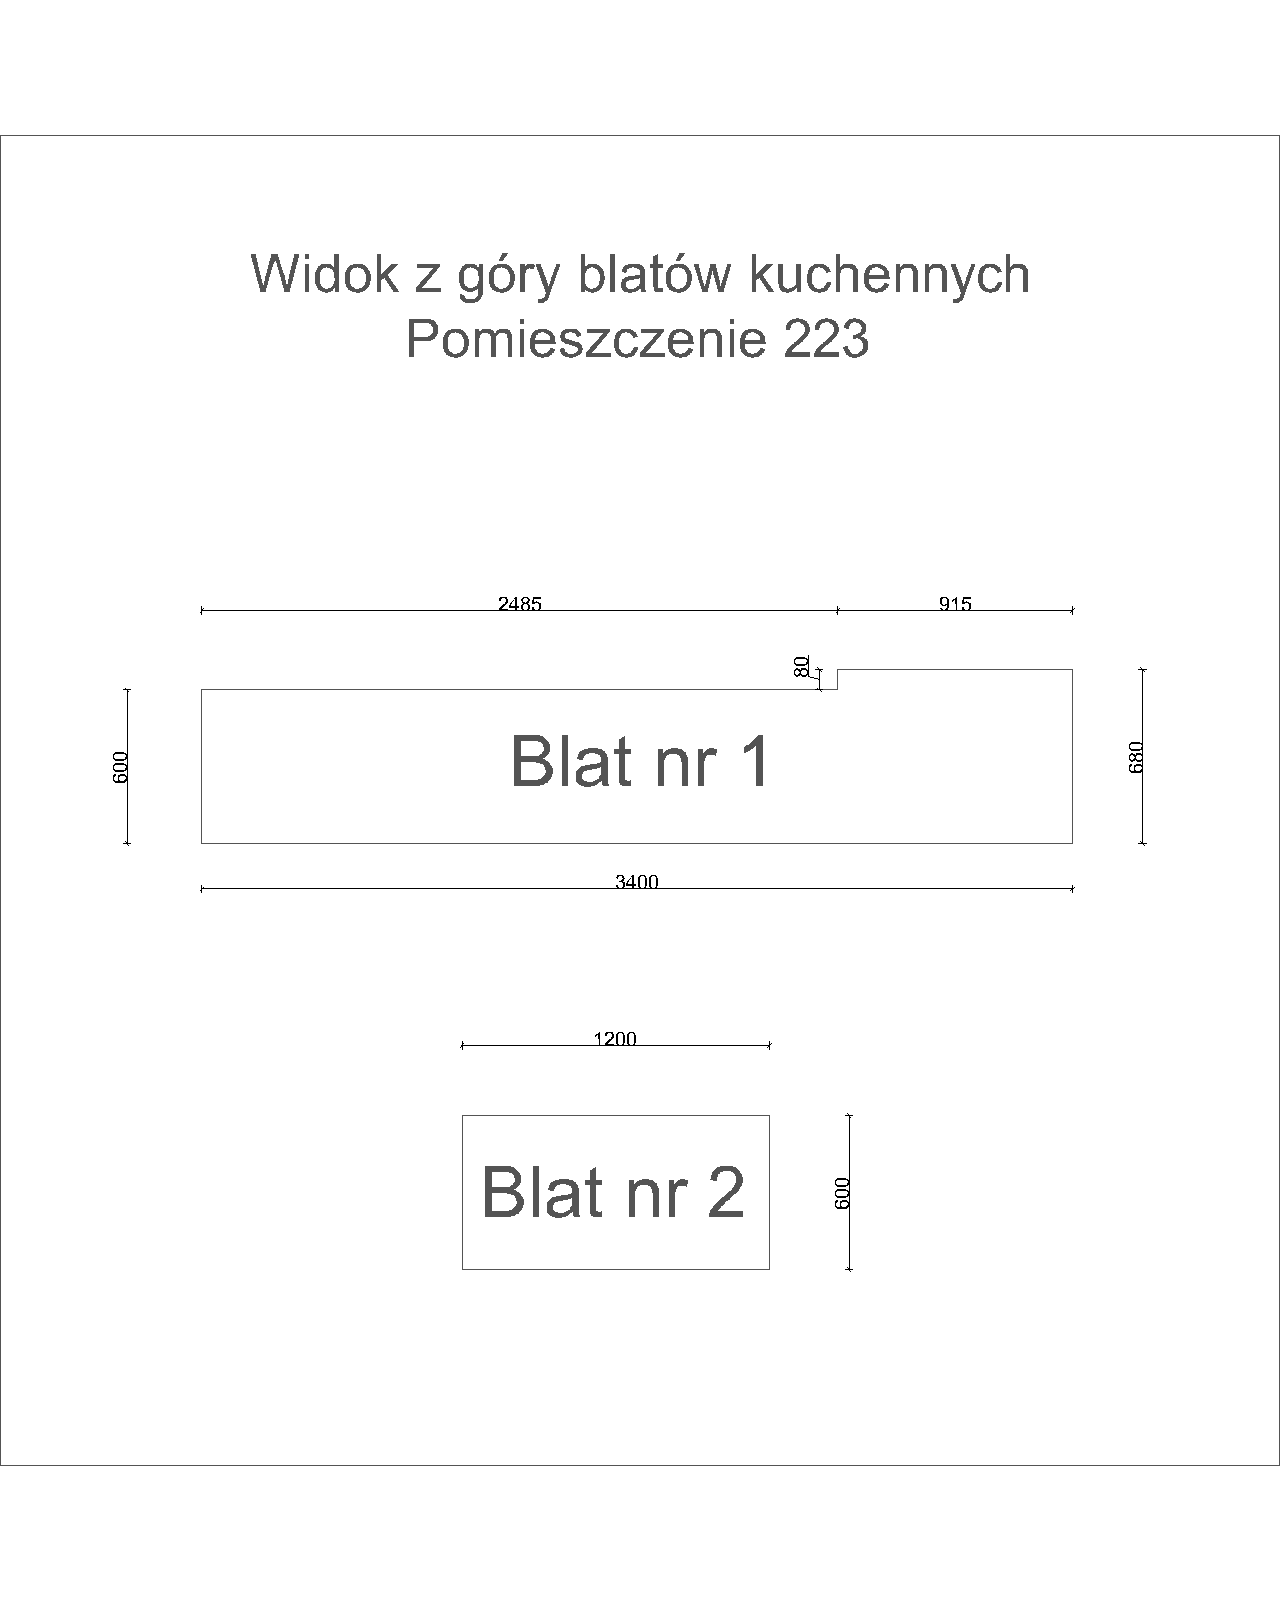 Widok z góry blatów kuchennych
Pomieszczenie 223
2485
915
80
600
Blat nr 1
680
3400
1200
Blat nr 2
600